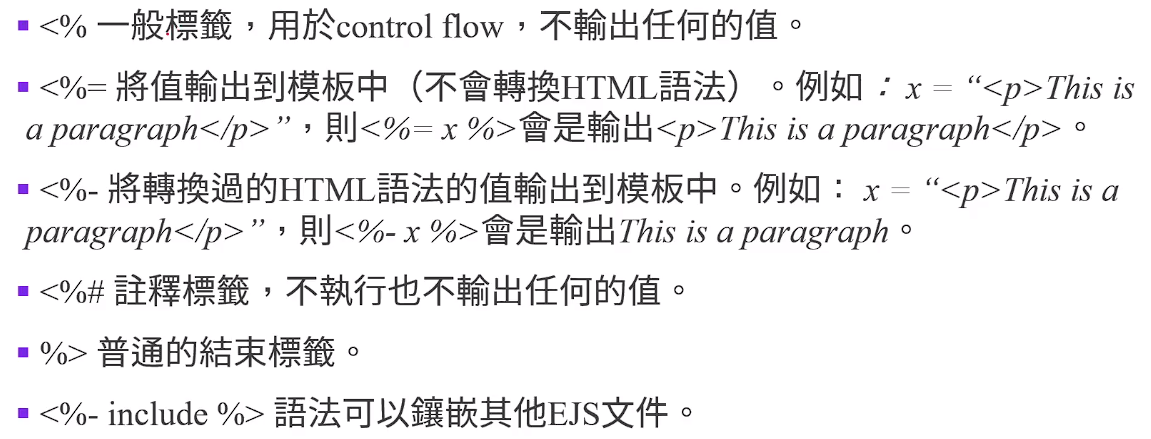 ▪ <% 一般標籤，用於control flow，不輸出任何的值。
▪ <%= 將值輸出到模板中（不會轉換HTML語法）。例如：x = “<p>This is
a paragraph</p>”，則<%= x %>會是輸出<p>This is a paragraph</p>。
▪ <%- 將轉換過的HTML語法的值輸出到模板中。例如： x = “<p>This is a
paragraph</p>”，則<%- x %>會是輸出This is a paragraph。
▪ <%# 註釋標籤，不執行也不輸出任何的值。
▪ %> 普通的結束標籤。
▪ <%- include %> 語法可以鑲嵌其他EJS文件。